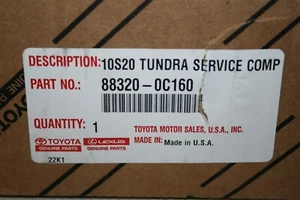 DESCRIPTION: 10S20 TUNDRA SERVICE COMP
PART NO.: 88320-0C160
QUANTITY: 1
TOYOTA MOTOR SALES, U.S.A., INC.
TOYOTA LEXUS
GENUINE PARTS GENUINE PARTS
MADE IN: Made in U.S.A.
22K1